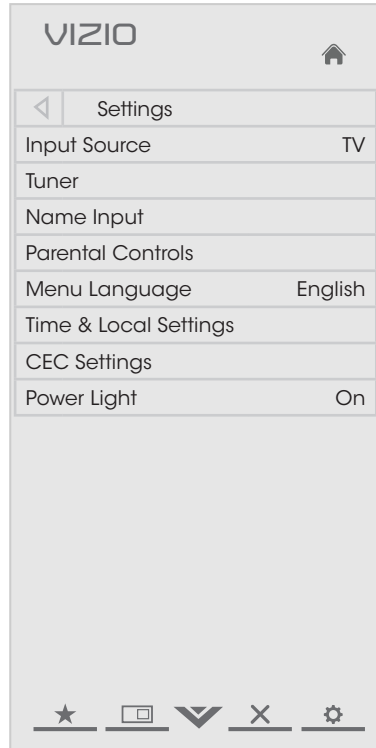 VIZIO
Settings
Input Source TV
Tuner
Name Input
Parental Controls
Menu Language English
Time & Local Settings
CEC Settings
Power Light On